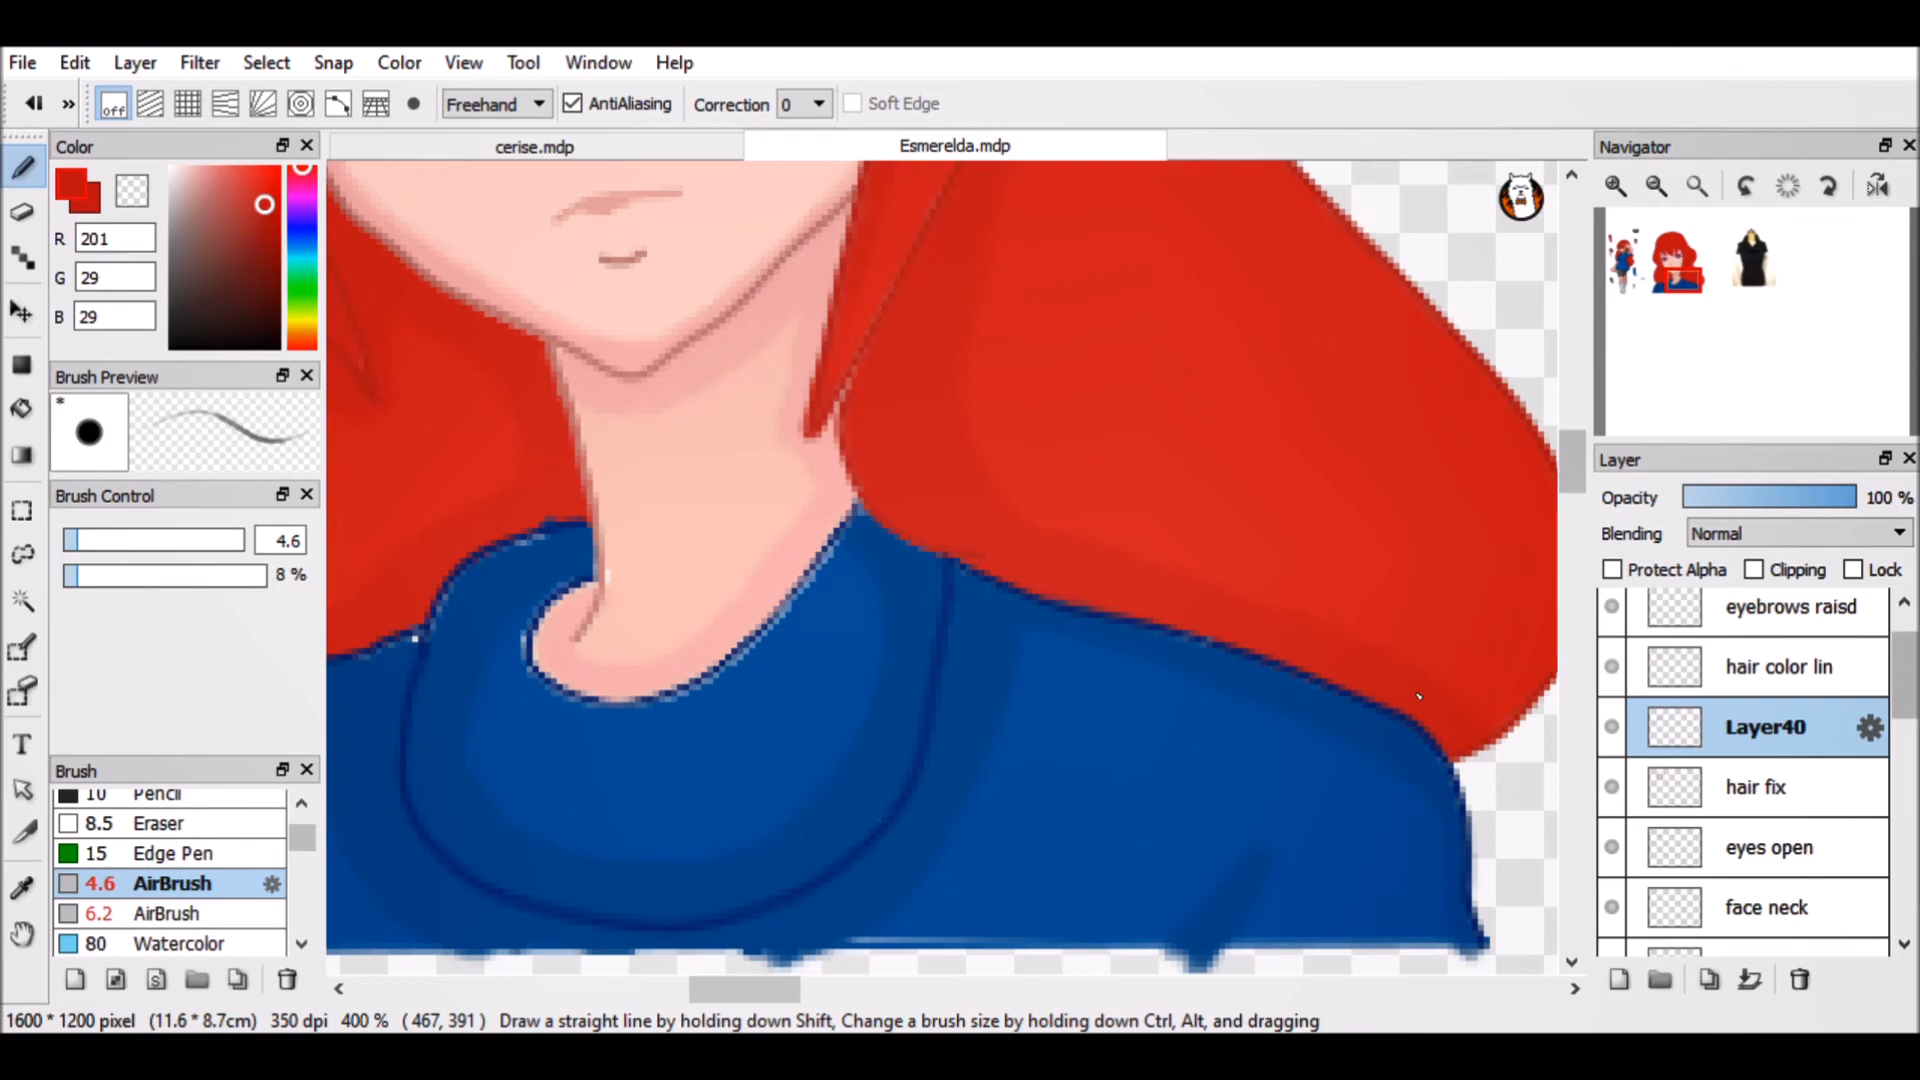 File Edit Layer Filter Select Snap Color View Tool Window Help
off Freehand AntiAliasing Correction 0 Soft Edge
Color
cerise.mdp
Esmerelda.mdp
Navigator
R 201
G 29
B 29
Brush Preview
*
Brush Control
4.6
8 %
Layer
Opacity 100 %
Blending Normal
Protect Alpha Clipping Lock
eyebrows raisd
hair color lin
Layer40
hair fix
eyes open
face neck
Brush
10 Pencil
8.5 Eraser
15 Edge Pen
4.6 AirBrush
6.2 AirBrush
80 Watercolor
1600 * 1200 pixel (11.6 * 8.7cm) 350 dpi 400 % ( 467, 391 ) Draw a straight line by holding down Shift, Change a brush size by holding down Ctrl, Alt, and dragging